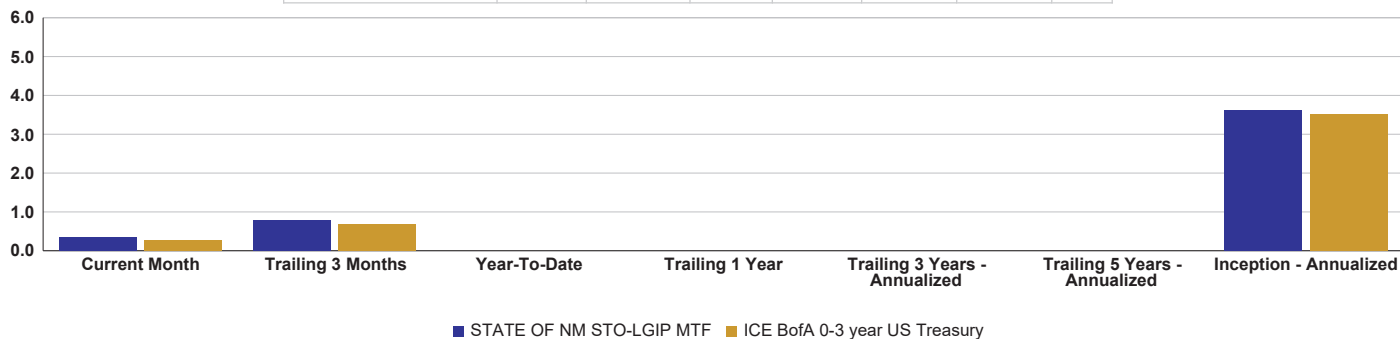 6.0
5.0
4.0
3.0
2.0
1.0
0.0
Current Month
Trailing 3 Months
Year-To-Date
Trailing 1 Year
Trailing 3 Years -
Annualized
Trailing 5 Years -
Annualized
Inception - Annualized
STATE OF NM STO-LGIP MTF
ICE BofA 0-3 year US Treasury